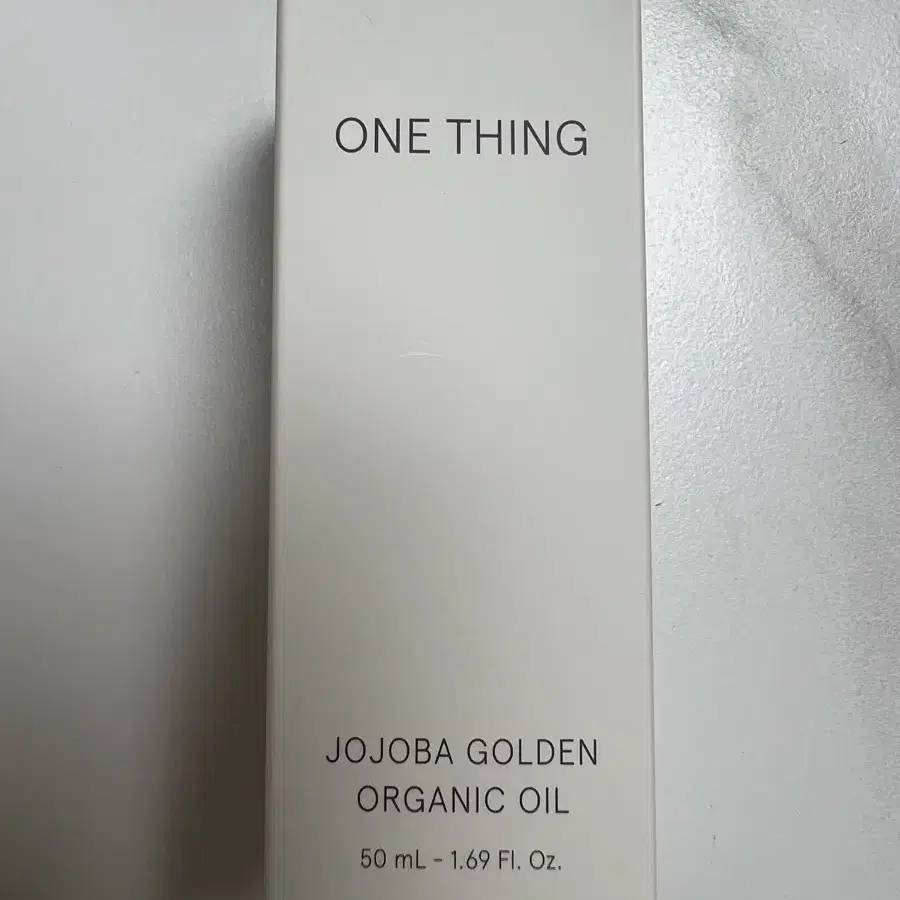 ONE THING
JOJOBA GOLDEN
ORGANIC OIL
50 mL - 1.69 Fl. Oz.